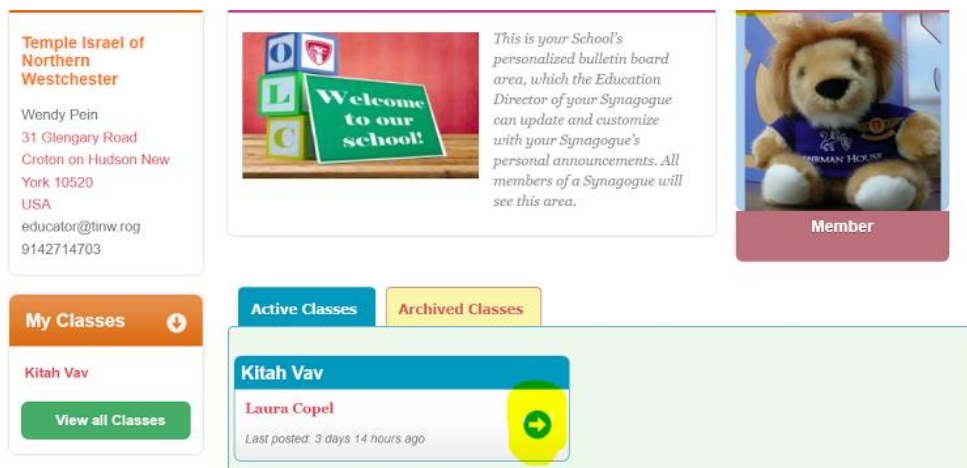 Temple Israel of
Northern
Westchester
Wendy Pein
31 Glengary Road
Croton on Hudson New
York 10520
USA
educator@tinw.rog
9142714703
My Classes
Kitah Vav
View all Classes
O
L
C
Welcome
to our
school!
This is your School's
personalized bulletin board
area, which the Education
Director of your Synagogue
can update and customize
with your Synagogue's
personal announcements. All
members of a Synagogue will
see this area.
HOUSE
Member
Active Classes
Archived Classes
Kitah Vav
Laura Copel
Last posted: 3 days 14 hours ago